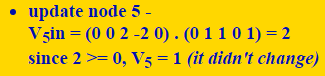 • update node 5 -
V5in = (0 0 2 -2 0) . (0 1 1 0 1) = 2
since 2 >= 0, V5 = 1 (it didn't change)